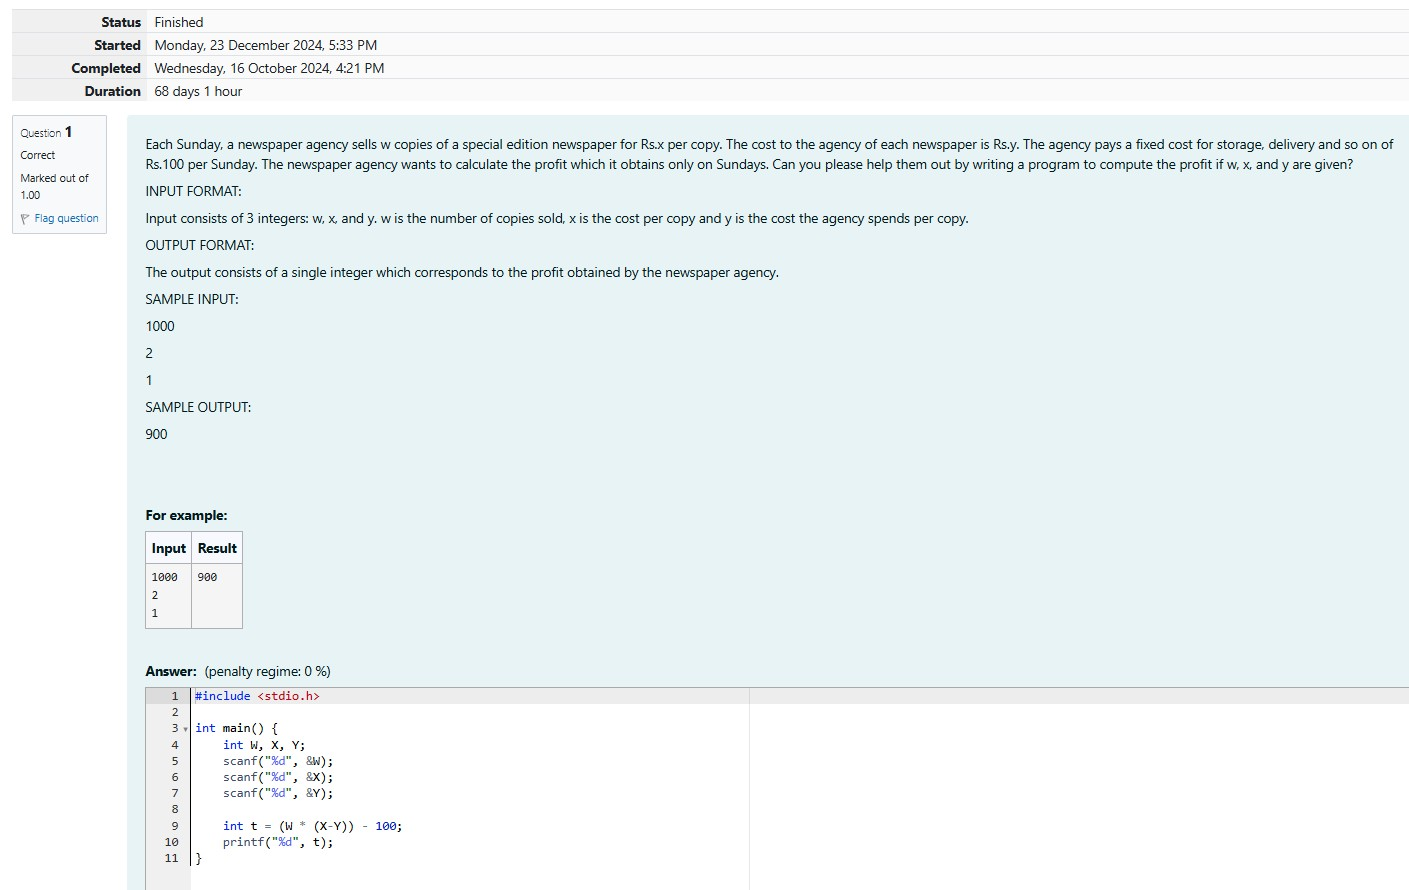 Status Finished
Started Monday, 23 December 2024, 5:33 PM
Completed Wednesday, 16 October 2024, 4:21 PM
Duration 68 days 1 hour
Question 1
Correct
Marked out of
1.00
Flag question
Each Sunday, a newspaper agency sells w copies of a special edition newspaper for Rs.x per copy. The cost to the agency of each newspaper is Rs.y. The agency pays a fixed cost for storage, delivery and so on of
Rs.100 per Sunday. The newspaper agency wants to calculate the profit which it obtains only on Sundays. Can you please help them out by writing a program to compute the profit if w, x, and y are given?
INPUT FORMAT:
Input consists of 3 integers: w, x, and y. w is the number of copies sold, x is the cost per copy and y is the cost the agency spends per copy.
OUTPUT FORMAT:
The output consists of a single integer which corresponds to the profit obtained by the newspaper agency.
SAMPLE INPUT:
1000
2
1
SAMPLE OUTPUT:
900
For example:
Input Result
1000 900
2
1
Answer: (penalty regime: 0 %)
1 #include <stdio.h>
2
3 int main() {
4 int W, X, Y;
5 scanf("%d", &W);
6 scanf("%d", &X);
7 scanf("%d", &Y);
8
9 int t = (W * (X-Y)) - 100;
10 printf("%d", t);
11 }